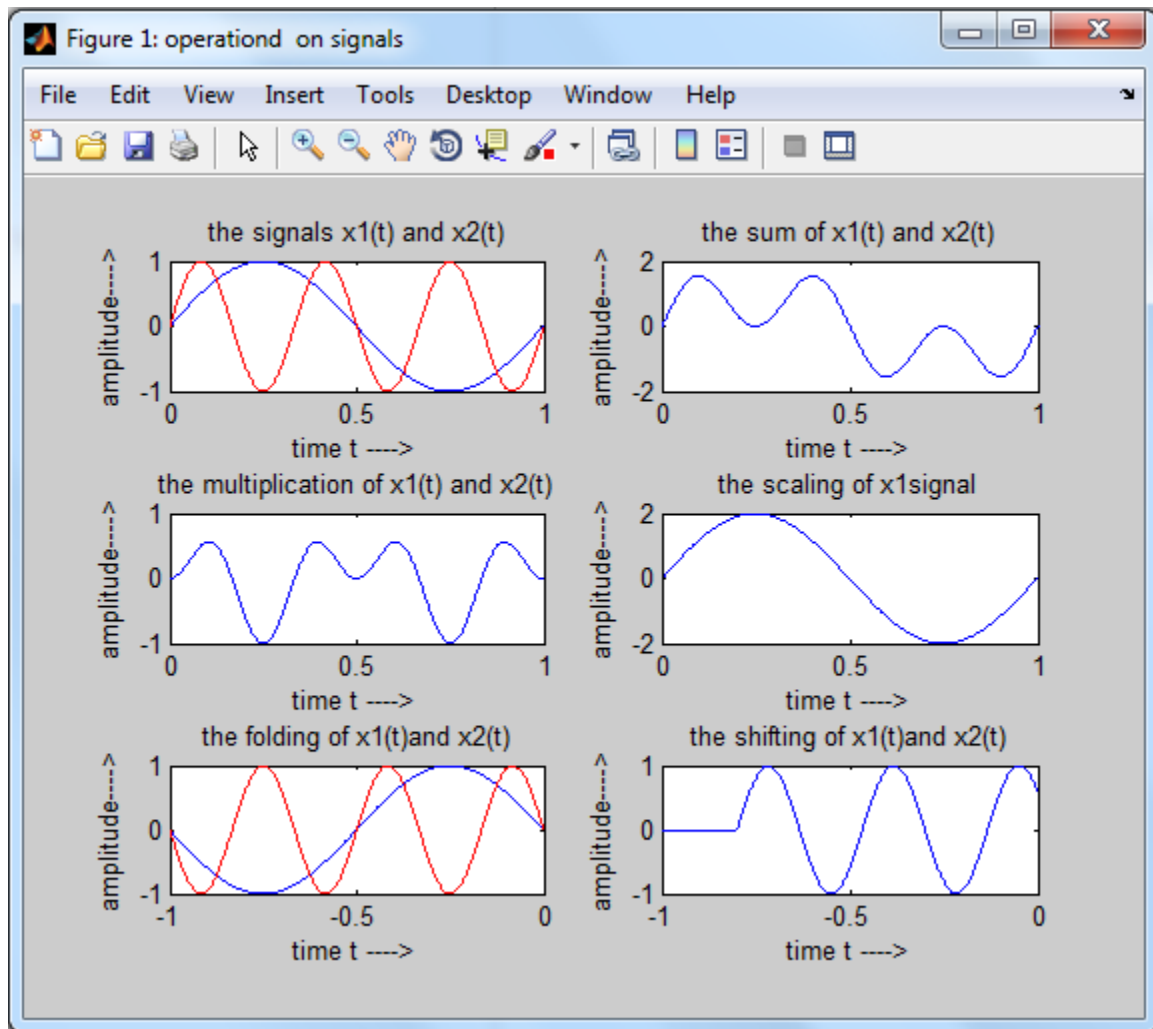 Figure 1: operationd  on signals
File Edit View Insert Tools Desktop Window Help
the signals x1(t) and x2(t)
amplitude---->
1
0
-1
0 0.5 1
time t ---->
the sum of x1(t) and x2(t)
amplitude---->
2
0
-2
0 0.5 1
time t ---->
the multiplication of x1(t) and x2(t)
amplitude---->
1
0
-1
0 0.5 1
time t ---->
the scaling of x1signal
amplitude---->
2
0
-2
0 0.5 1
time t ---->
the folding of x1(t)and x2(t)
amplitude---->
1
0
-1
-1 -0.5 0
time t ---->
the shifting of x1(t)and x2(t)
amplitude---->
1
0
-1
-1 -0.5 0
time t ---->